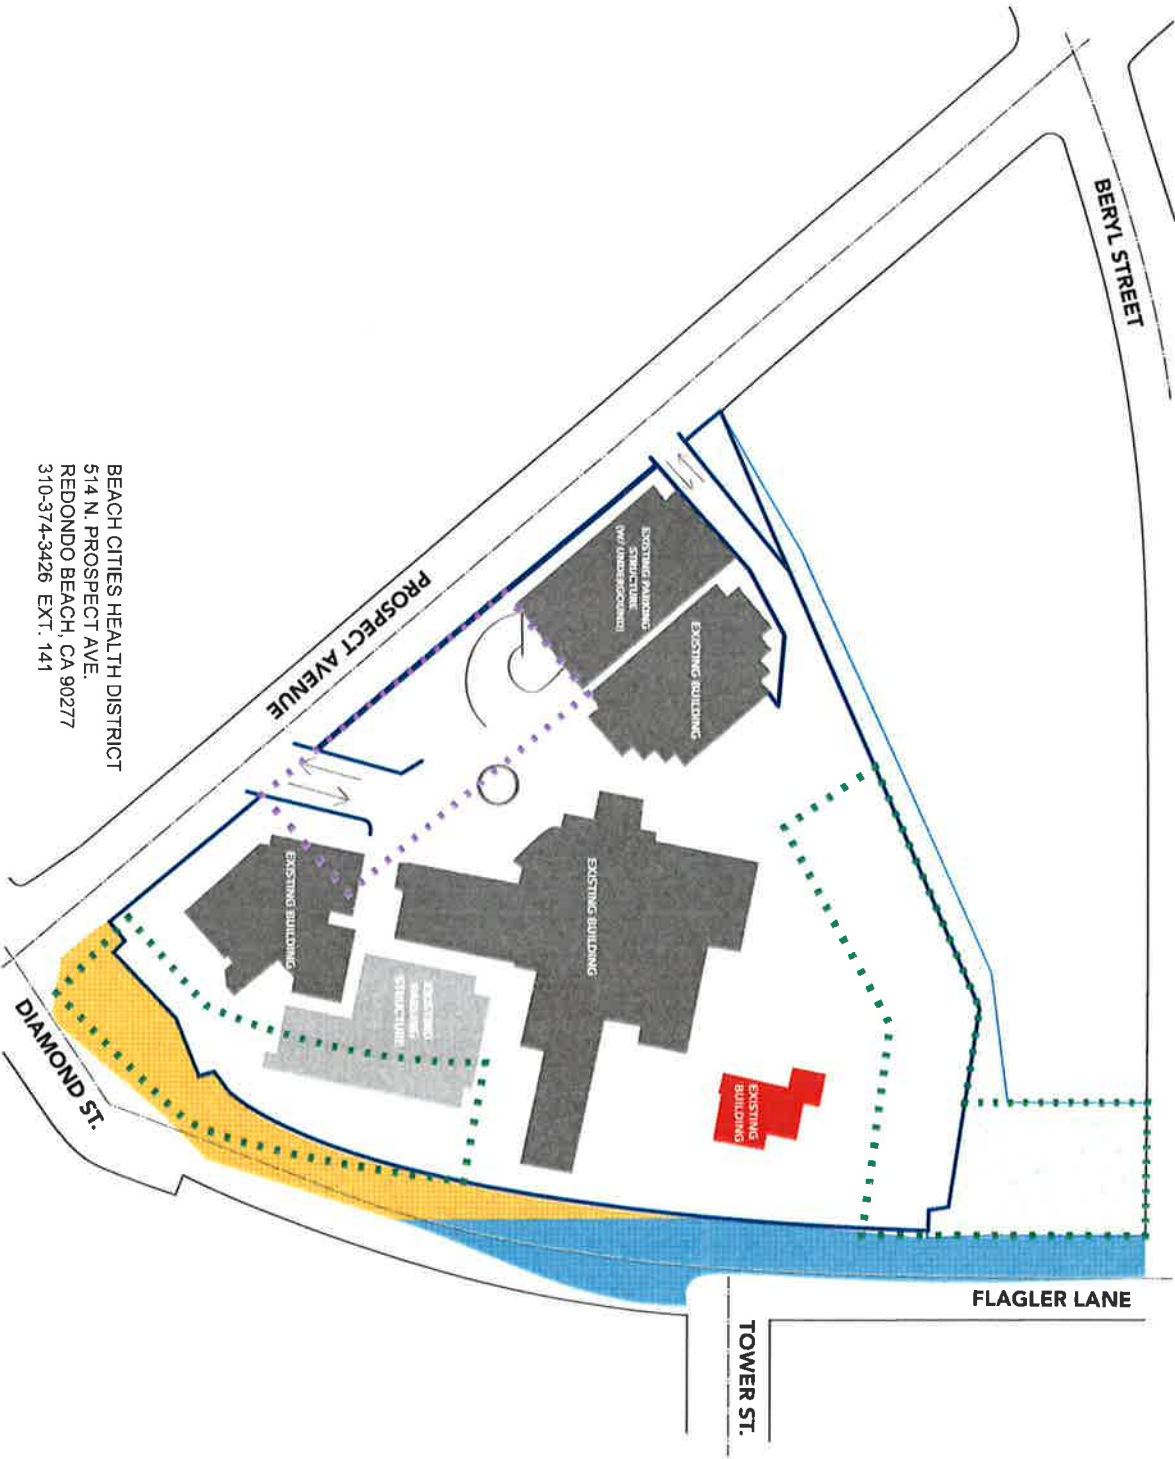 BERYL STREET
EXISTING PARKING
STRUCTURE
(W/ UNDERGOUND)
EXISTING BUILDING
PROSPECT AVENUE
EXISTING BUILDING
EXISTING BUILDING
EXISTING
PARKING
STRUCTURE
EXISTING
BUILDING
DIAMOND ST.
FLAGLER LANE
TOWER ST.
BEACH CITIES HEALTH DISTRICT
514 N. PROSPECT AVE.
REDONDO BEACH, CA 90277
310-374-3426 EXT. 141